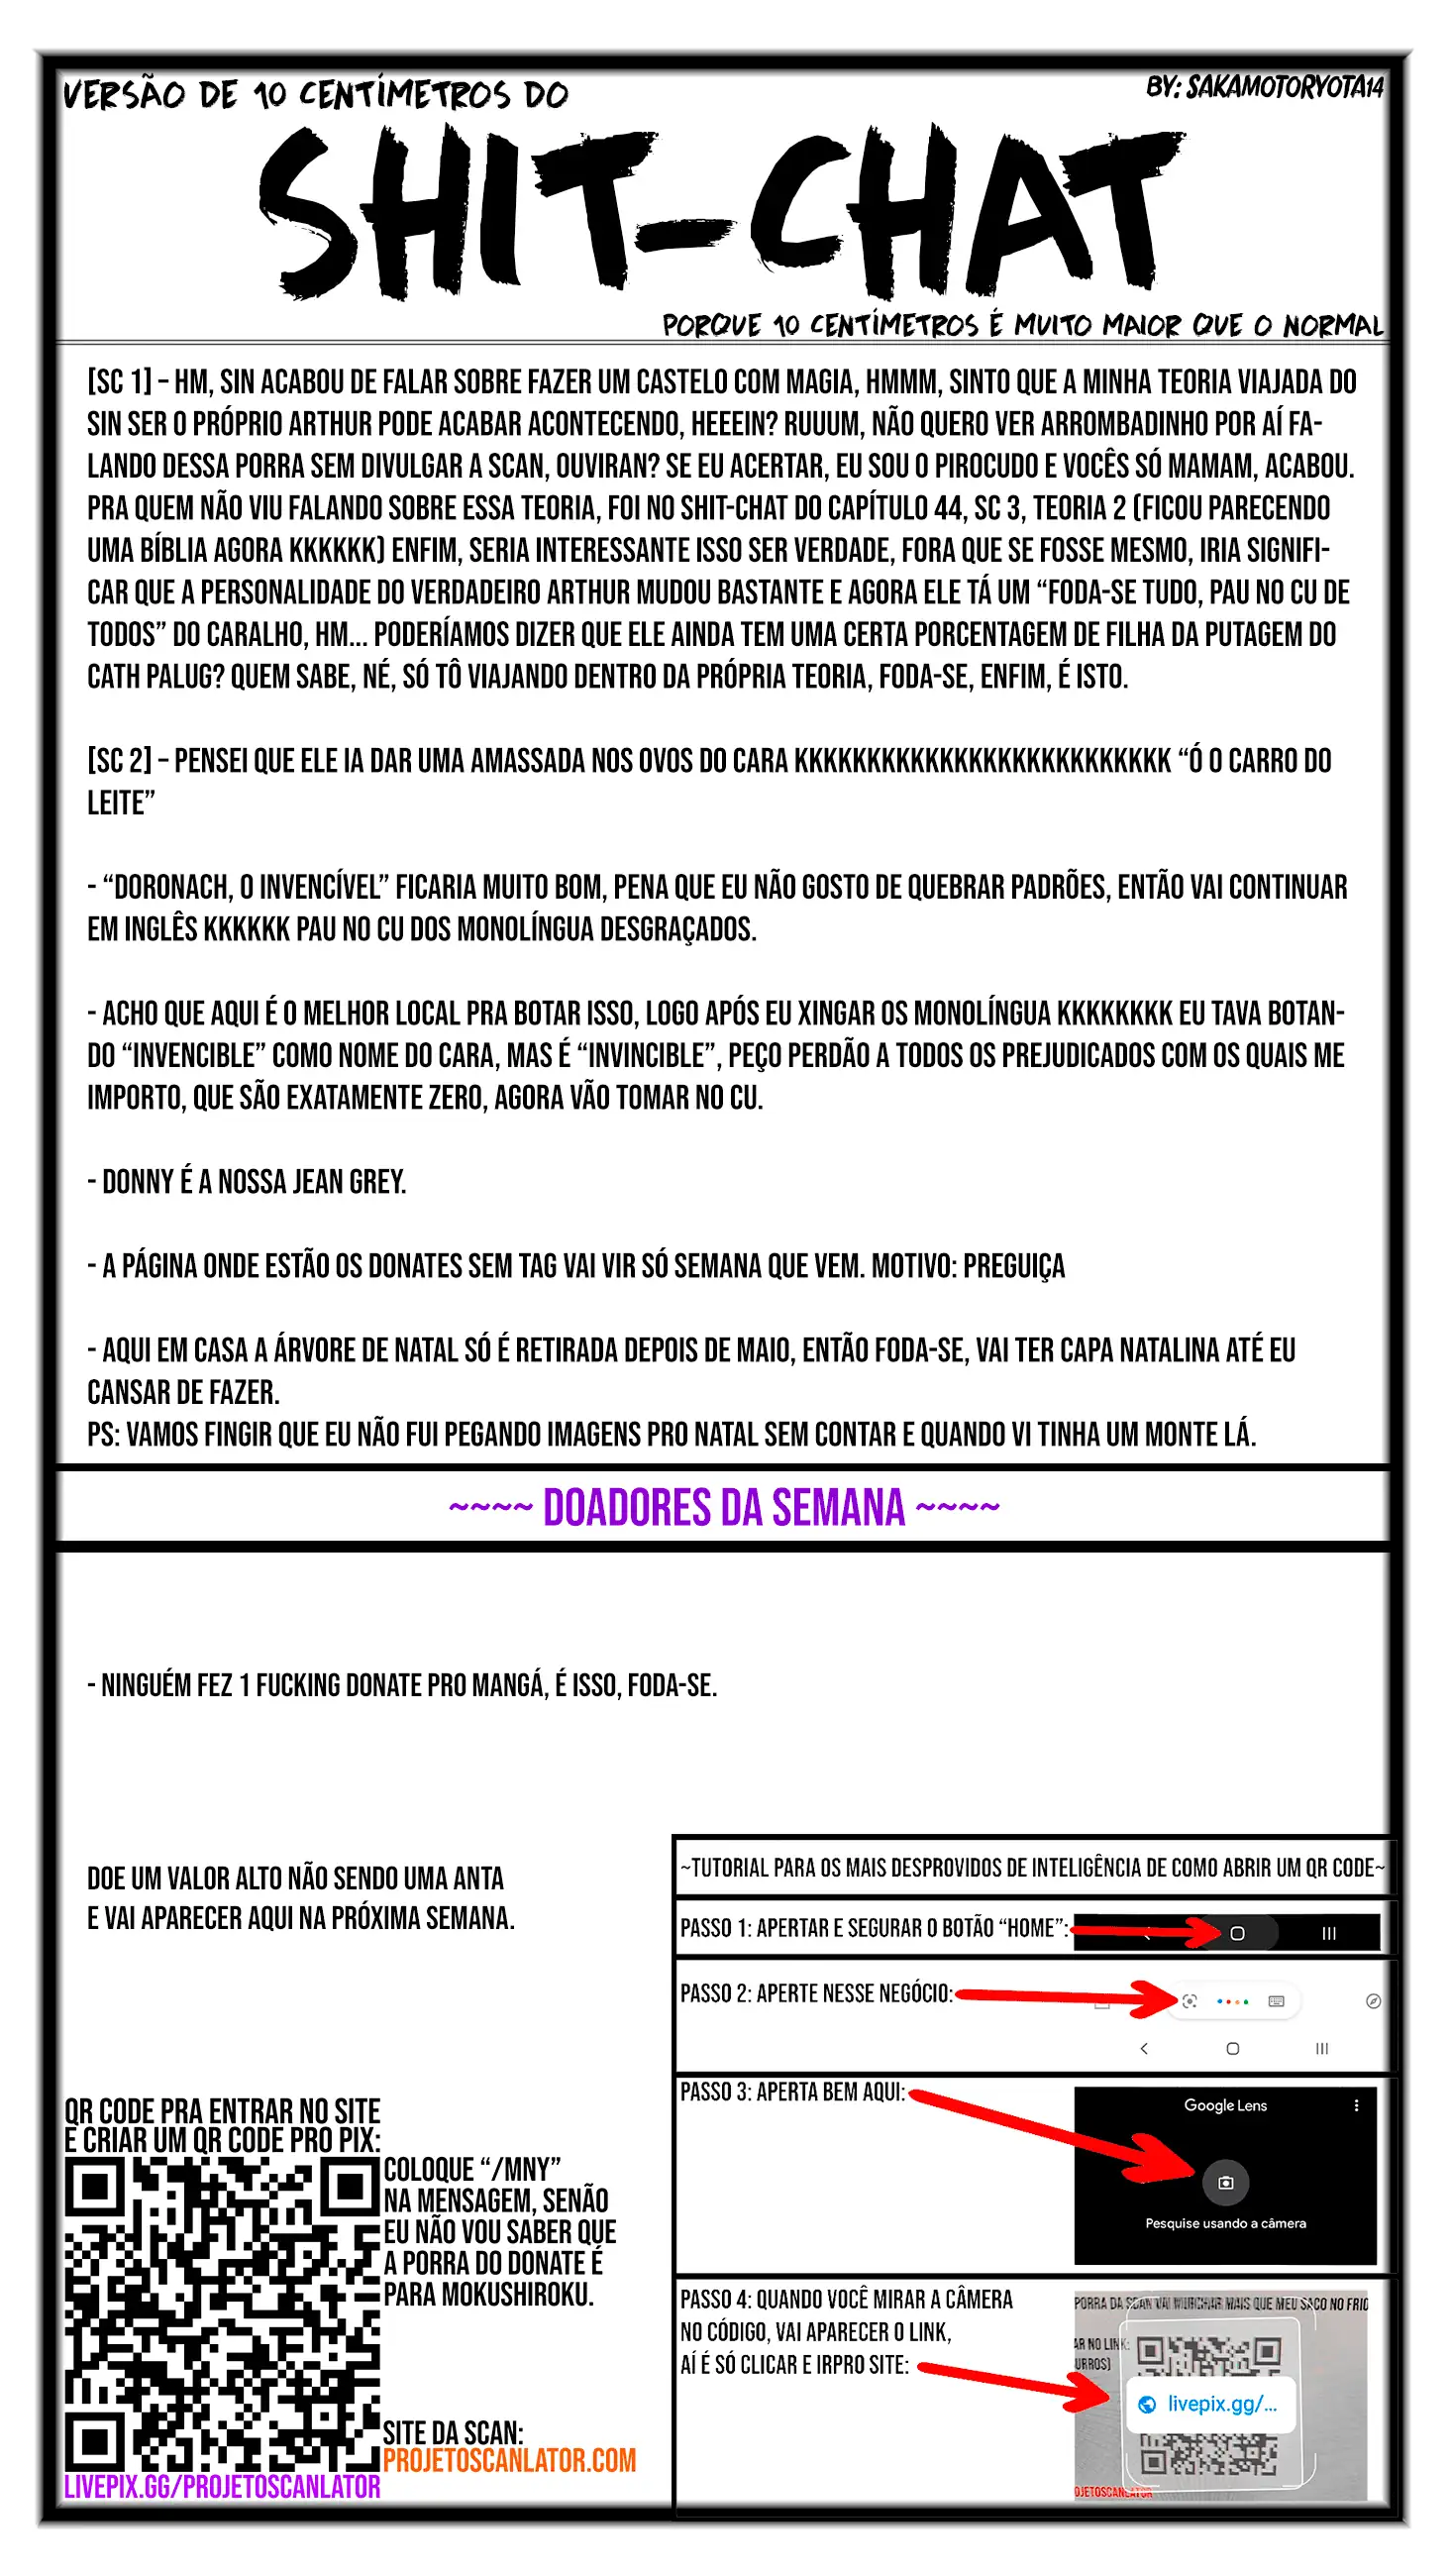 VERSÃO DE 10 CENTÍMETROS DO
BY: SAKAMOTORYOTA14
SHIT-CHAT
PORQUE 10 CENTÍMETROS É MUITO MAIOR QUE O NORMAL
[SC 1] – HM, SIN ACABOU DE FALAR SOBRE FAZER UM CASTELO COM MAGIA, HMMM, SINTO QUE A MINHA TEORIA VIAJADA DO
SIN SER O PRÓPRIO ARTHUR PODE ACABAR ACONTECENDO, HEEEIN? RUUUM, NÃO QUERO VER ARROMBADINHO POR AÍ FA-
LANDO DESSA PORRA SEM DIVULGAR A SCAN, OUVIRAN? SE EU ACERTAR, EU SOU O PIROCUDO E VOCÊS SÓ MAMAM, ACABOU.
PRA QUEM NÃO VIU FALANDO SOBRE ESSA TEORIA, FOI NO SHIT-CHAT DO CAPÍTULO 44, SC 3, TEORIA 2 (FICOU PARECENDO
UMA BÍBLIA AGORA KKKKKK) ENFIM, SERIA INTERESSANTE ISSO SER VERDADE, FORA QUE SE FOSSE MESMO, IRIA SIGNIFI-
CAR QUE A PERSONALIDADE DO VERDADEIRO ARTHUR MUDOU BASTANTE E AGORA ELE TÁ UM “FODA-SE TUDO, PAU NO CU DE
TODOS” DO CARALHO, HM... PODERÍAMOS DIZER QUE ELE AINDA TEM UMA CERTA PORCENTAGEM DE FILHA DA PUTAGEM DO
CATH PALUG? QUEM SABE, NÉ, SÓ TÔ VIAJANDO DENTRO DA PRÓPRIA TEORIA, FODA-SE, ENFIM, É ISTO.
[SC 2] – PENSEI QUE ELE IA DAR UMA AMASSADA NOS OVOS DO CARA KKKKKKKKKKKKKKKKKKKKKKKKKK “Ó O CARRO DO
LEITE”
- “DORONACH, O INVENCÍVEL” FICARIA MUITO BOM, PENA QUE EU NÃO GOSTO DE QUEBRAR PADRÕES, ENTÃO VAI CONTINUAR
EM INGLÊS KKKKKK PAU NO CU DOS MONOLÍNGUA DESGRAÇADOS.
- ACHO QUE AQUI É O MELHOR LOCAL PRA BOTAR ISSO, LOGO APÓS EU XINGAR OS MONOLÍNGUA KKKKKKKK EU TAVA BOTAN-
DO “INVENCIBLE” COMO NOME DO CARA, MAS É “INVINCIBLE”, PEÇO PERDÃO A TODOS OS PREJUDICADOS COM OS QUAIS ME
IMPORTO, QUE SÃO EXATAMENTE ZERO, AGORA VÃO TOMAR NO CU.
- DONNY É A NOSSA JEAN GREY.
- A PÁGINA ONDE ESTÃO OS DONATES SEM TAG VAI VIR SÓ SEMANA QUE VEM. MOTIVO: PREGUIÇA
- AQUI EM CASA A ÁRVORE DE NATAL SÓ É RETIRADA DEPOIS DE MAIO, ENTÃO FODA-SE, VAI TER CAPA NATALINA ATÉ EU
CANSAR DE FAZER.
PS: VAMOS FINGIR QUE EU NÃO FUI PEGANDO IMAGENS PRO NATAL SEM CONTAR E QUANDO VI TINHA UM MONTE LÁ.
~~~~ DOADORES DA SEMANA ~~~~
- NINGUÉM FEZ 1 FUCKING DONATE PRO MANGÁ, É ISSO, FODA-SE.
DOE UM VALOR ALTO NÃO SENDO UMA ANTA
E VAI APARECER AQUI NA PRÓXIMA SEMANA.
QR CODE PRA ENTRAR NO SITE
E CRIAR UM QR CODE PRO PIX:
COLOQUE “/MNY”
NA MENSAGEM, SENÃO
EU NÃO VOU SABER QUE
A PORRA DO DONATE É
PARA MOKUSHIROKU.
SITE DA SCAN:
PROJETOSCANLATOR.COM
LIVEPIX.GG/PROJETOSCANLATOR
~TUTORIAL PARA OS MAIS DESPROVIDOS DE INTELIGÊNCIA DE COMO ABRIR UM QR CODE~
PASSO 1: APERTAR E SEGURAR O BOTÃO “HOME”:
PASSO 2: APERTE NESSE NEGÓCIO:
PASSO 3: APERTA BEM AQUI:
Google Lens
Pesquise usando a câmera
PASSO 4: QUANDO VOCÊ MIRAR A CÂMERA
NO CÓDIGO, VAI APARECER O LINK,
AÍ É SÓ CLICAR E IRPRO SITE:
PORRA DA SCAN VAI MURCHAR MAIS QUE MEU SACO NO FRIO
AR NO LINK:
URROS)
livepix.gg/...
OJETOSCANLATOR